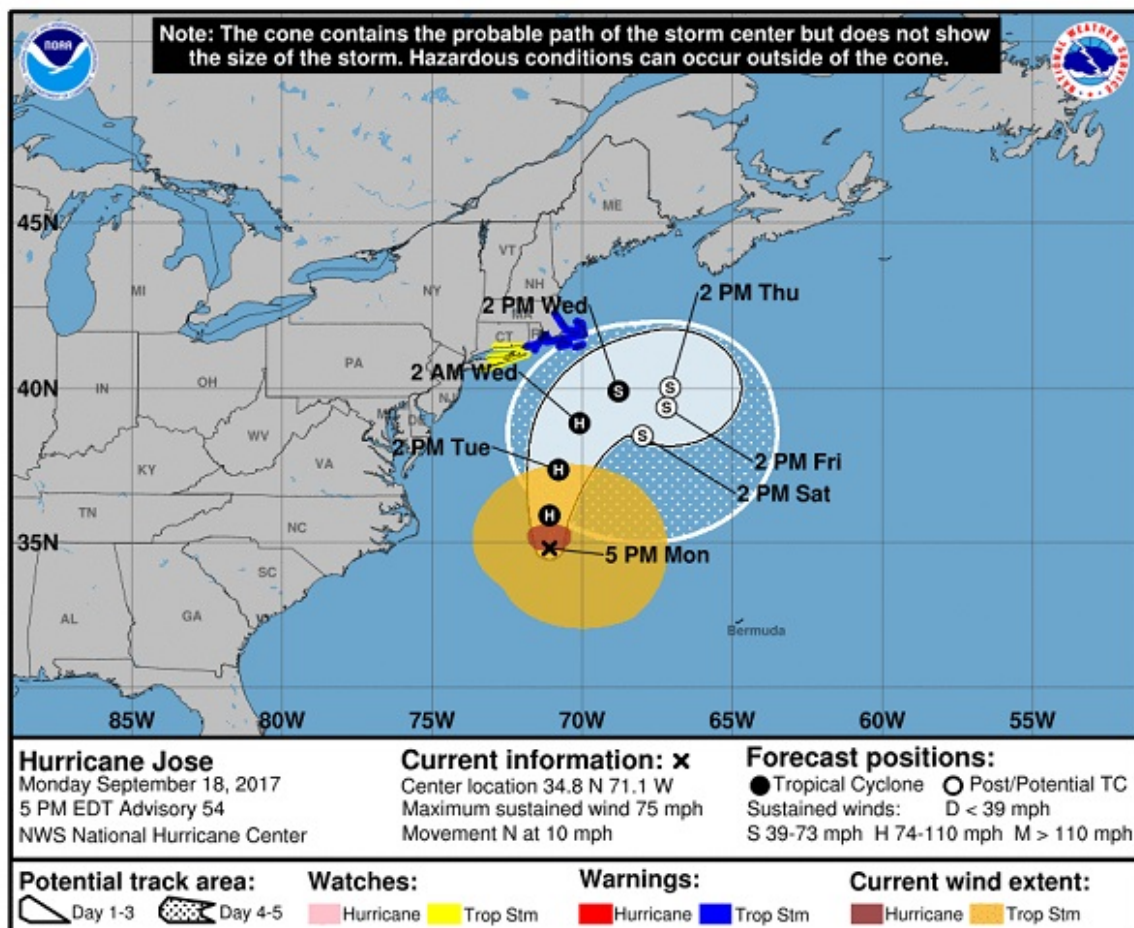 Note: The cone contains the probable path of the storm center but does not show
the size of the storm. Hazardous conditions can occur outside of the cone.
NOAA
NATIONAL WEATHER SERVICE
45N
ME
VT
NH
MI
NY
2 PM Wed
2 PM Thu
MA
CT
PA
2 AM Wed
40N
IN
OH
NJ
S
S
S
H
S
DE
WV
2 PM Tue
KY
VA
H
2 PM Fri
2 PM Sat
TN
NC
H
35N
5 PM Mon
SC
AL
GA
Bermuda
85W
80W
75W
70W
65W
60W
55W
Hurricane Jose
Monday September 18, 2017
5 PM EDT Advisory 54
NWS National Hurricane Center
Current information:
Center location 34.8 N 71.1 W
Maximum sustained wind 75 mph
Movement N at 10 mph
Forecast positions:
Tropical Cyclone Post/Potential TC
Sustained winds: D < 39 mph
S 39-73 mph H 74-110 mph M > 110 mph
Potential track area:
Day 1-3 Day 4-5
Watches:
Hurricane Trop Stm
Warnings:
Hurricane Trop Stm
Current wind extent:
Hurricane Trop Stm